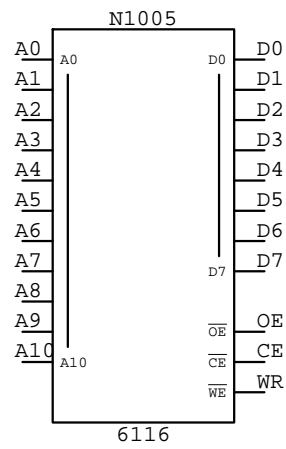 N1005
A0 A0 D0 D0
A1 D1
A2 D2
A3 D3
A4 D4
A5 D5
A6 D6
A7 D7 D7
A8
A9 OE OE
A10 A10 CE CE
WE WR
6116